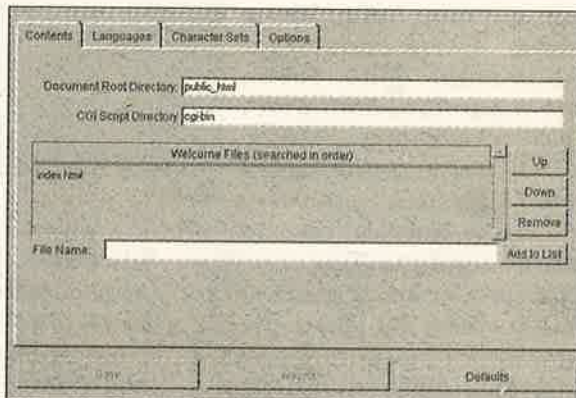 Contents Languages Character Sets Options
Document Root Directory: public_html
CGI Script Directory cgi-bin
Welcome Files (searched in order)
index.html
Up
Down
Remove
File Name:
Add to List
Defaults